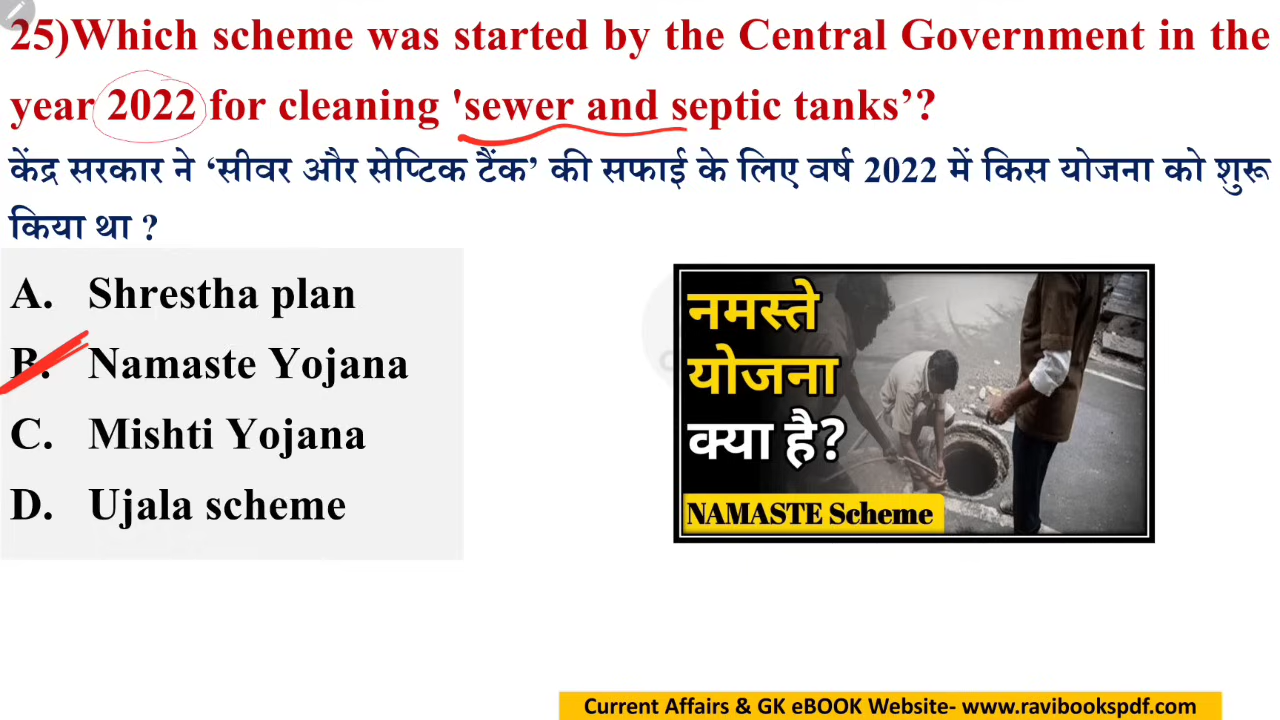 25)Which scheme was started by the Central Government in the
year 2022 for cleaning 'sewer and septic tanks’?
केंद्र सरकार ने ‘सीवर और सेप्टिक टैंक’ की सफाई के लिए वर्ष 2022 में किस योजना को शुरू
किया था ?
A. Shrestha plan
B. Namaste Yojana
C. Mishti Yojana
D. Ujala scheme
नमस्ते
योजना
क्या है?
NAMASTE Scheme
Current Affairs & GK eBOOK Website- www.ravibookspdf.com